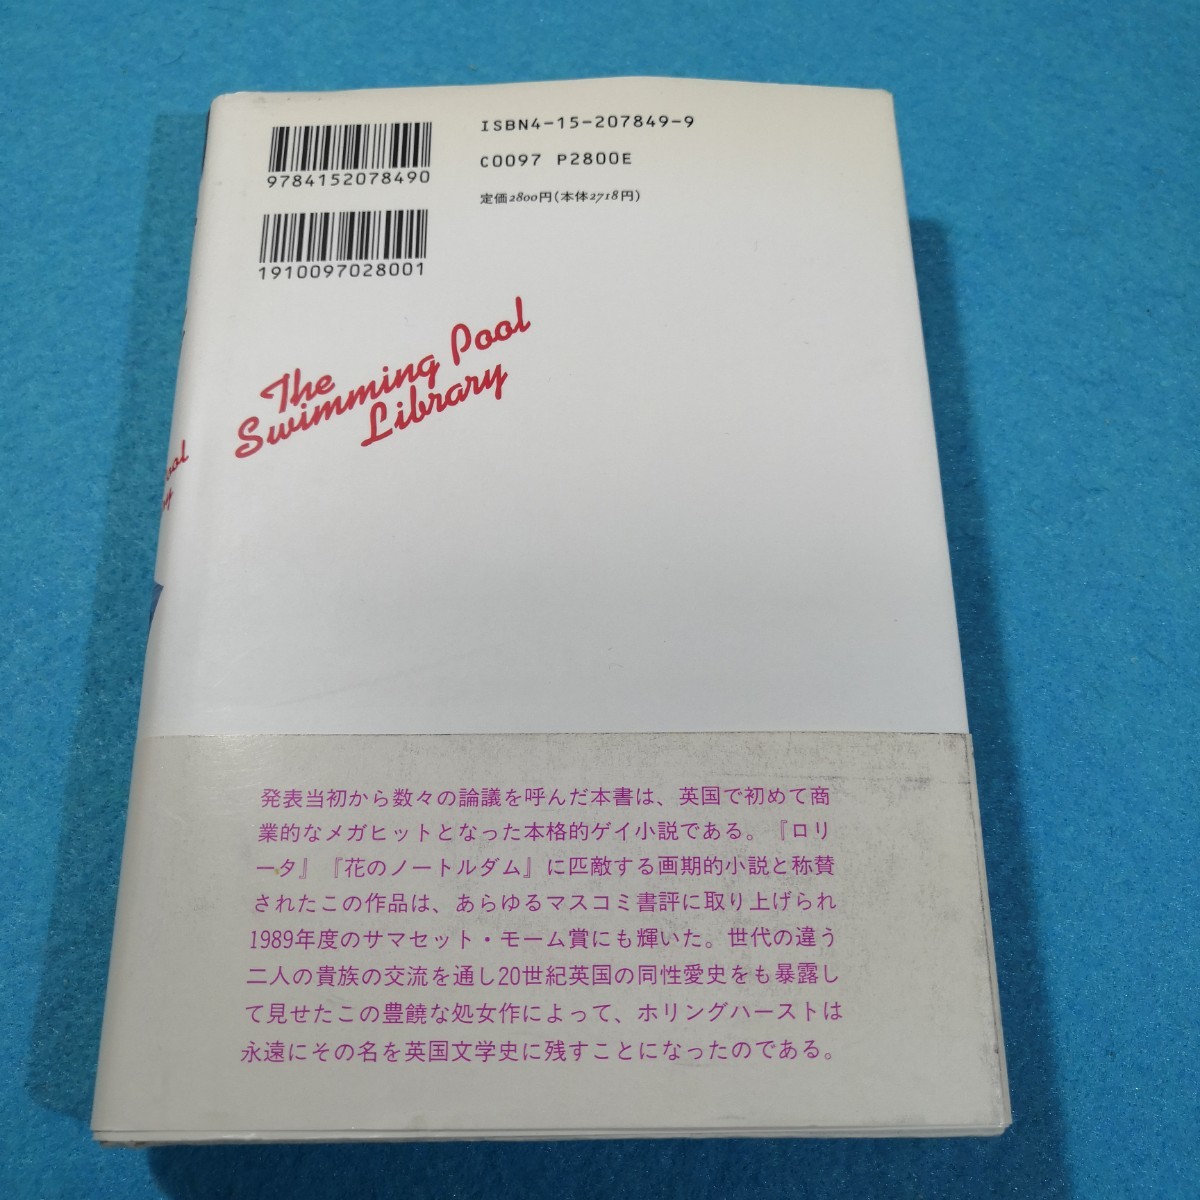 ISBN4-15-207849-9
9784152078490
C0097 P2800E
定価2800円(本体2718円)
1910097028001
The
Swimming Pool
Library
ool
ry
発表当初から数々の論議を呼んだ本書は、英国で初めて商
業的なメガヒットとなった本格的ゲイ小説である。『ロリ
ータ』『花のノートルダム』に匹敵する画期的小説と称賛
されたこの作品は、あらゆるマスコミ書評に取り上げられ
1989年度のサマセット・モーム賞にも輝いた。世代の違う
二人の貴族の交流を通し20世紀英国の同性愛史をも暴露し
て見せたこの豊饒な処女作によって、ホリングハーストは
永遠にその名を英国文学史に残すことになったのである。